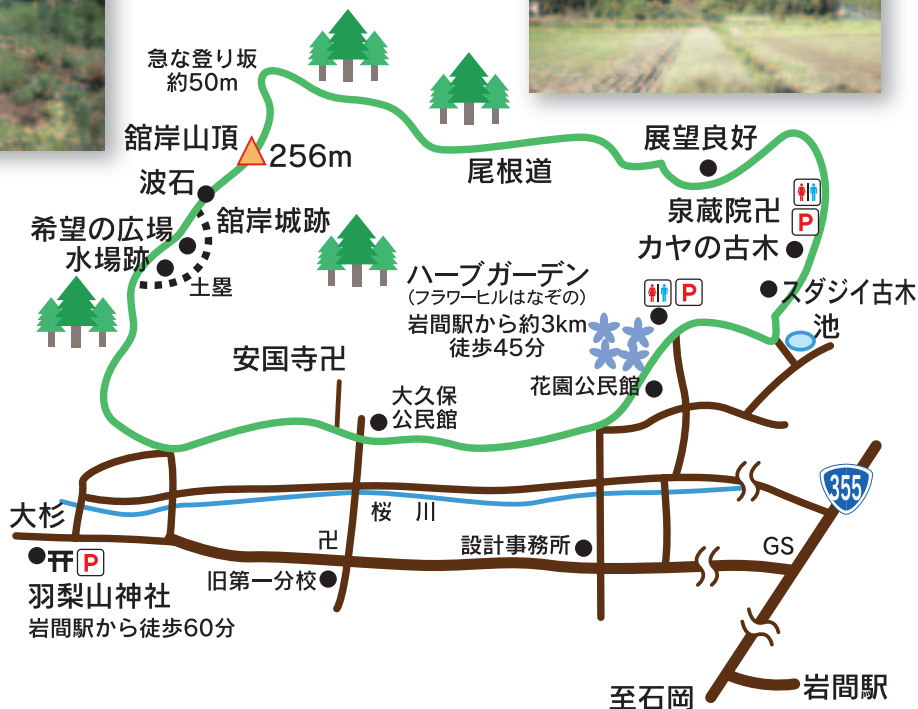 急な登り坂
約50m
舘岸山頂
256m
尾根道
展望良好
波石
舘岸城跡
泉蔵院卍
P
希望の広場
カヤの古木
水場跡
土塁
ハーブガーデン
(フラワーヒルはなぞの)
P
スダジイ古木
岩間駅から約3km
徒歩45分
池
安国寺卍
花園公民館
大久保
公民館
355
大杉
桜 川
卍
設計事務所
GS
P
旧第一分校
羽梨山神社
岩間駅から徒歩60分
岩間駅
至石岡